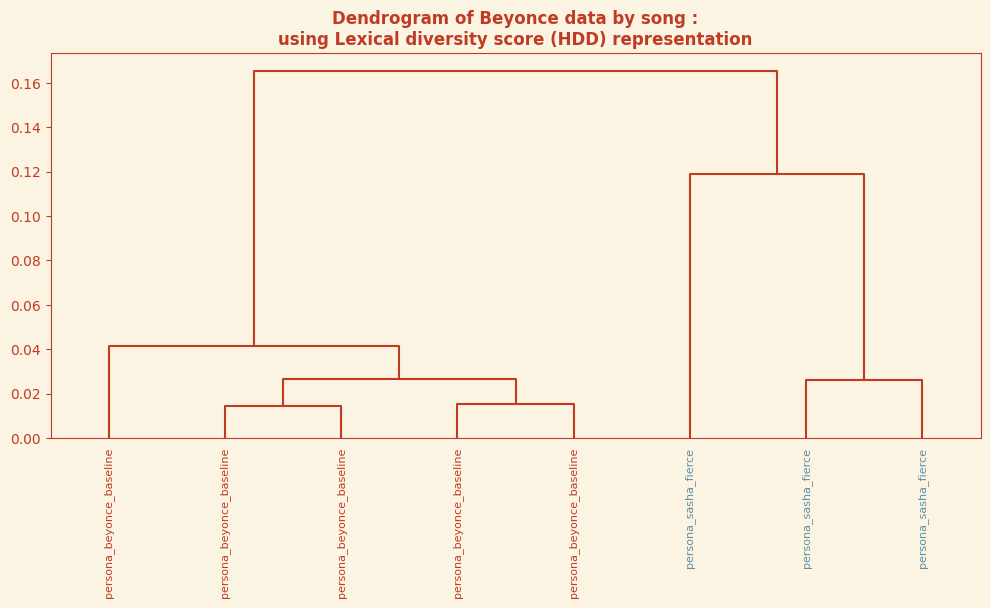 Dendrogram of Beyonce data by song :
using Lexical diversity score (HDD) representation
0.16
0.14
0.12
0.10
0.08
0.06
0.04
0.02
0.00
persona_beyonce_baseline
persona_beyonce_baseline
persona_beyonce_baseline
persona_beyonce_baseline
persona_beyonce_baseline
persona_sasha_fierce
persona_sasha_fierce
persona_sasha_fierce